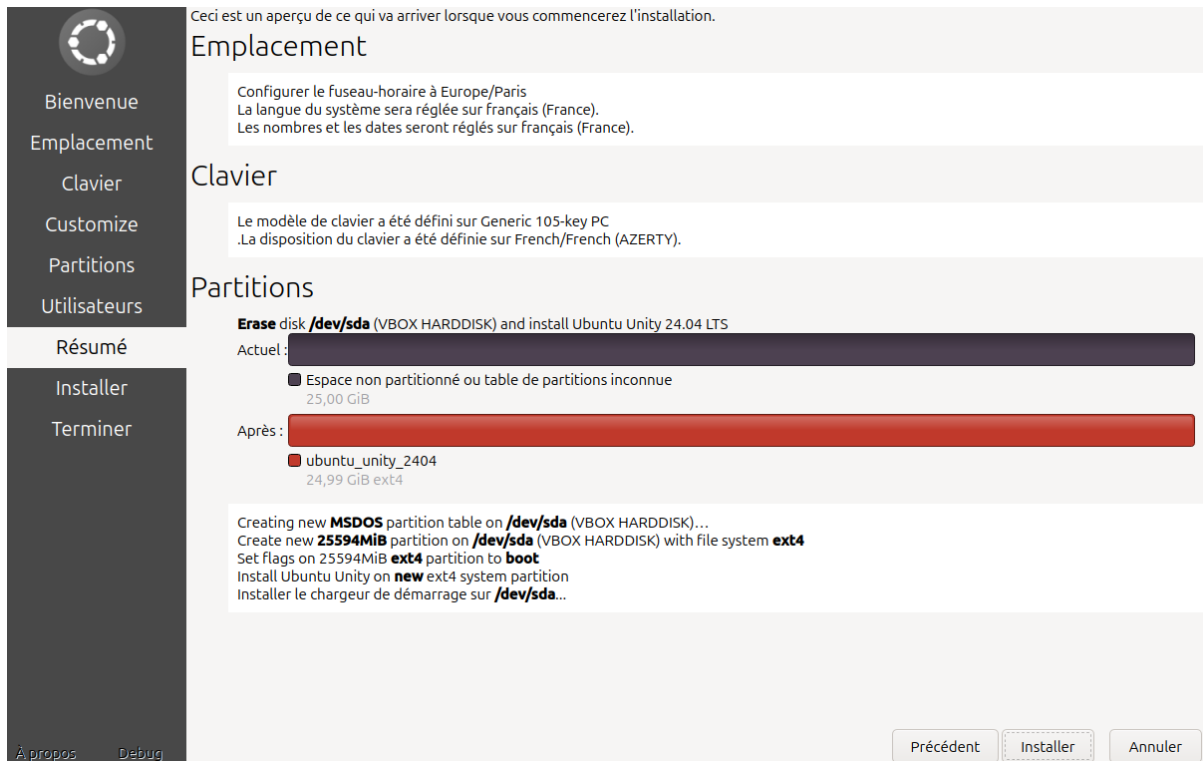 Ceci est un aperçu de ce qui va arriver lorsque vous commencerez l'installation.
Bienvenue
Emplacement
Clavier
Customize
Partitions
Utilisateurs
Résumé
Installer
Terminer
À propos
Debug
Emplacement
Configurer le fuseau-horaire à Europe/Paris
La langue du système sera réglée sur français (France).
Les nombres et les dates seront réglés sur français (France).
Clavier
Le modèle de clavier a été défini sur Generic 105-key PC
.La disposition du clavier a été définie sur French/French (AZERTY).
Partitions
Erase disk /dev/sda (VBOX HARDDISK) and install Ubuntu Unity 24.04 LTS
Actuel :
Espace non partitionné ou table de partitions inconnue
25,00 GiB
Après :
ubuntu_unity_2404
24,99 GiB ext4
Creating new MSDOS partition table on /dev/sda (VBOX HARDDISK)…
Create new 25594MiB partition on /dev/sda (VBOX HARDDISK) with file system ext4
Set flags on 25594MiB ext4 partition to boot
Install Ubuntu Unity on new ext4 system partition
Installer le chargeur de démarrage sur /dev/sda...
Précédent
Installer
Annuler